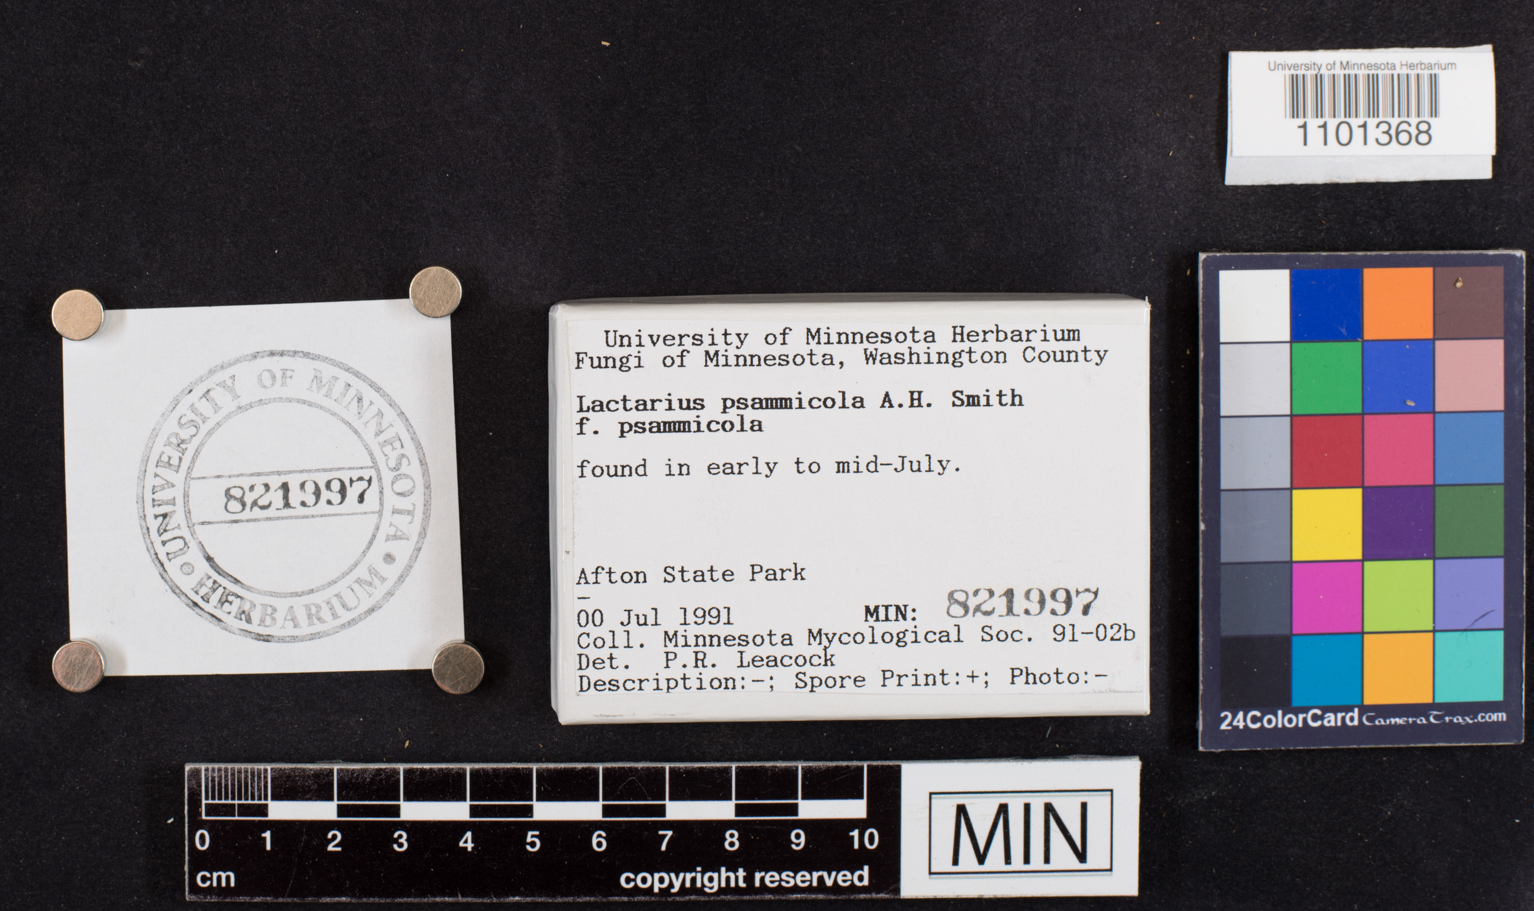 University of Minnesota Herbarium
1101368
UNIVERSITY OF MINNESOTA
HERBARIUM
821997
University of Minnesota Herbarium
Fungi of Minnesota, Washington County
Lactarius psammicola A.H. Smith
f. psammicola
found in early to mid-July.
Afton State Park
-
00 Jul 1991 MIN: 821997
Coll. Minnesota Mycological Soc. 91-02b
Det. P.R. Leacock
Description:-; Spore Print:+; Photo:-
24ColorCard CameraTrax.com
0 1 2 3 4 5 6 7 8 9 10
cm copyright reserved
MIN